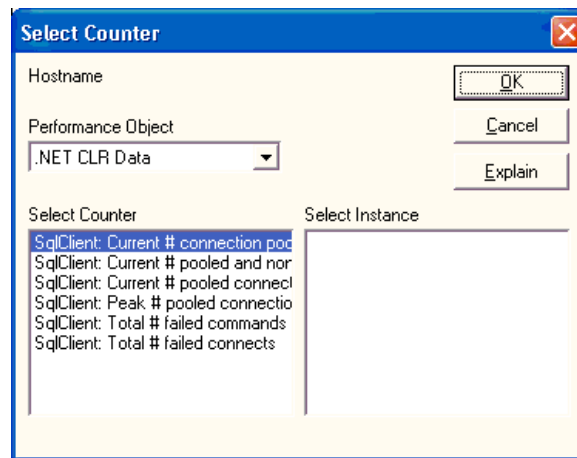 Select Counter
Hostname
OK
Performance Object
Cancel
.NET CLR Data
Explain
Select Counter
Select Instance
SqlClient: Current # connection poo
SqlClient: Current # pooled and nor
SqlClient: Current # pooled connect
SqlClient: Peak # pooled connectio
SqlClient: Total # failed commands
SqlClient: Total # failed connects